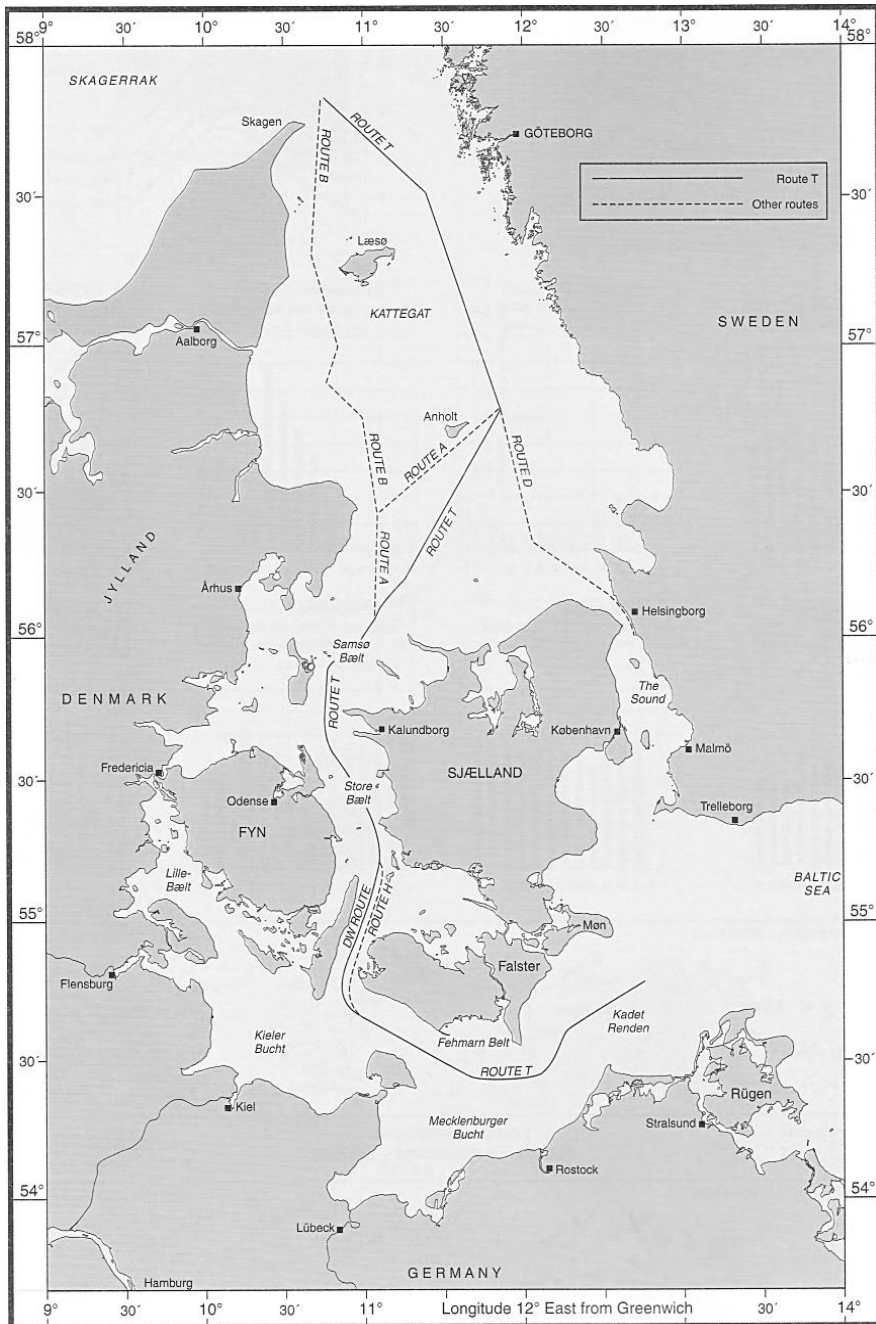 9° 30′ 10° 30′ 11° 30′ 12° 30′ 13° 30′ 14°
58° 58°
SKAGERRAK
Skagen
ROUTE T
ROUTE B
GÖTEBORG
Route T
Other routes
30′ 30′
Læsø
KATTEGAT
SWEDEN
57° 57°
Aalborg
Anholt
ROUTE A
ROUTE B
ROUTE D
30′ 30′
ROUTE T
ROUTE A
JYLLAND
Århus
Helsingborg
56° 56°
Samsø
Bælt
The
Sound
ROUTE T
DENMARK
Kalundborg
København
Malmö
Fredericia
30′ 30′
SJÆLLAND
Store
Bælt
Odense
Trelleborg
FYN
Lille-
Bælt
BALTIC
SEA
DW ROUTE
ROUTE H
55° 55°
Møn
Falster
Flensburg
Kadet
Renden
Kieler
Bucht
Fehmarn Belt
30′ 30′
ROUTE T
Rügen
Kiel
Mecklenburger
Bucht
Stralsund
Rostock
54° 54°
Lübeck
GERMANY
Hamburg
9° 30′ 10° 30′ 11° Longitude 12° East from Greenwich 30′ 14°